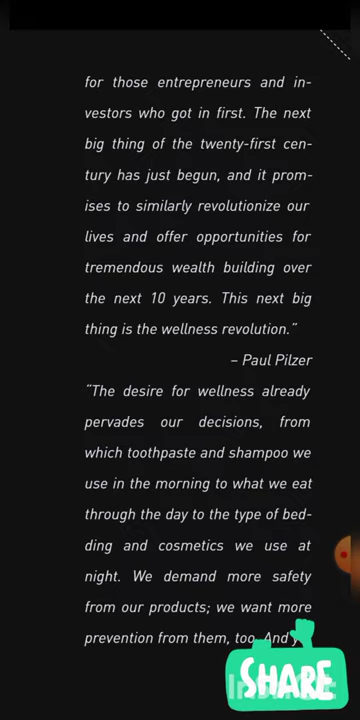 for those entrepreneurs and in-
vestors who got in first. The next
big thing of the twenty-first cen-
tury has just begun, and it prom-
ises to similarly revolutionize our
lives and offer opportunities for
tremendous wealth building over
the next 10 years. This next big
thing is the wellness revolution.”
– Paul Pilzer
“The desire for wellness already
pervades our decisions, from
which toothpaste and shampoo we
use in the morning to what we eat
through the day to the type of bed-
ding and cosmetics we use at
night. We demand more safety
from our products; we want more
prevention from them, too. And
SHARE